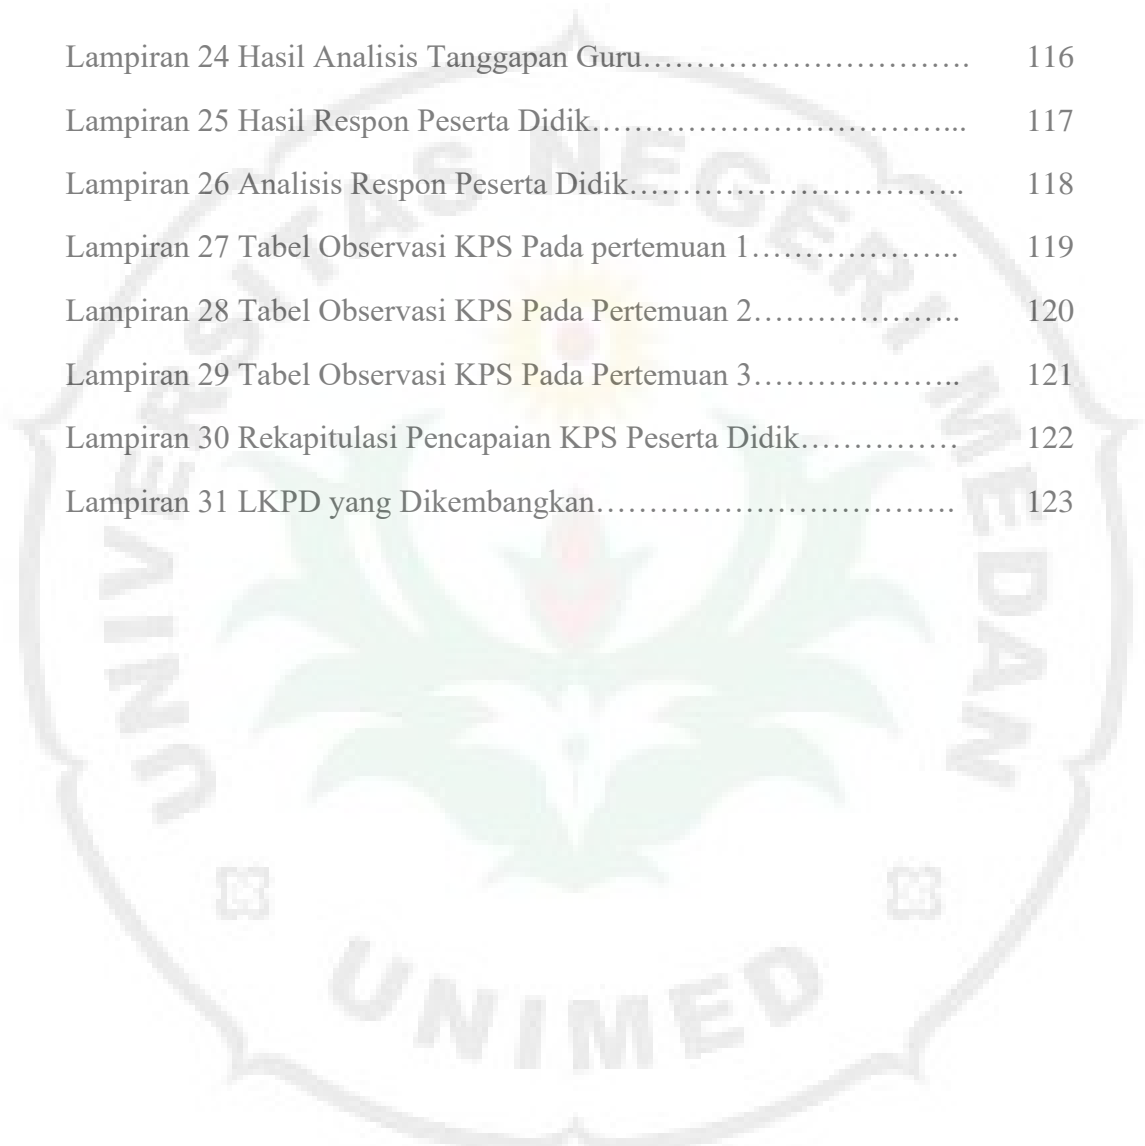 Lampiran 24 Hasil Analisis Tanggapan Guru…………………………. 116
Lampiran 25 Hasil Respon Peserta Didik……………………………... 117
Lampiran 26 Analisis Respon Peserta Didik………………………….. 118
Lampiran 27 Tabel Observasi KPS Pada pertemuan 1……………….. 119
Lampiran 28 Tabel Observasi KPS Pada Pertemuan 2……………….. 120
Lampiran 29 Tabel Observasi KPS Pada Pertemuan 3……………….. 121
Lampiran 30 Rekapitulasi Pencapaian KPS Peserta Didik……………. 122
Lampiran 31 LKPD yang Dikembangkan……………………………. 123
UNIVERSITAS NEGERI MEDAN
UNIMED